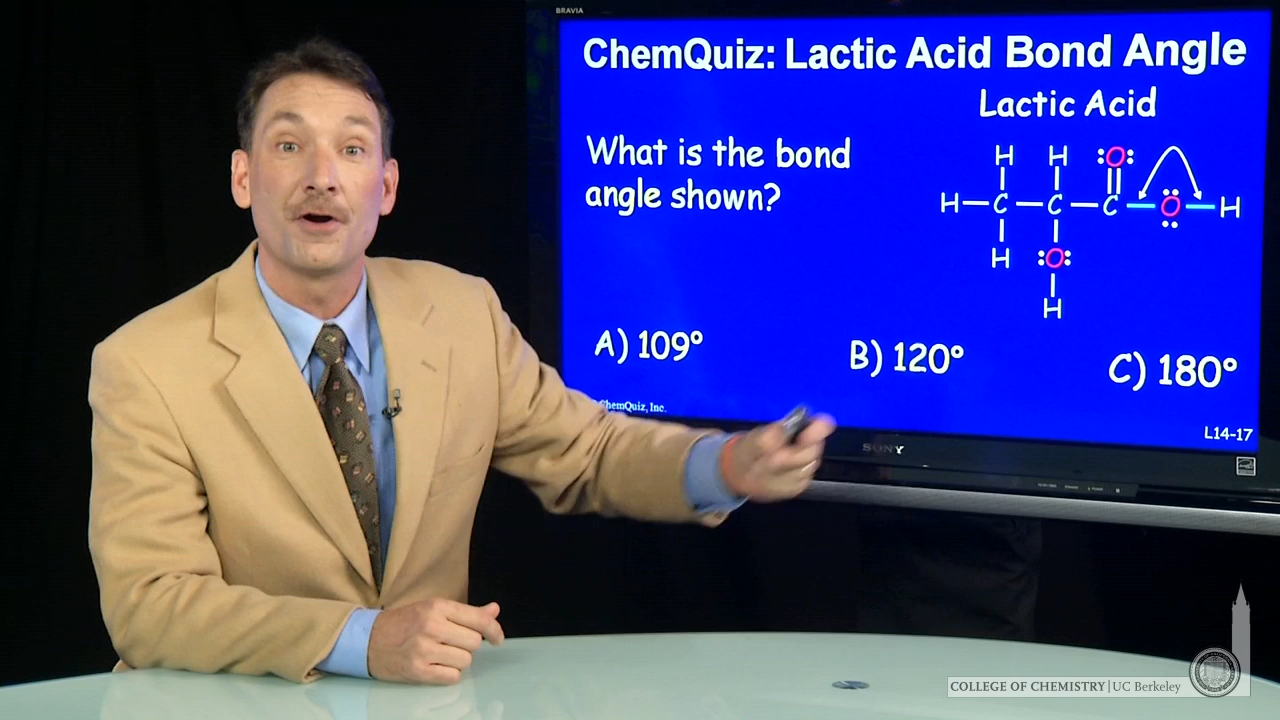 BRAVIA
ChemQuiz: Lactic Acid Bond Angle
Lactic Acid
What is the bond
angle shown?
H H :O:
H C C C O H
H :O:
H
A) 109°
B) 120°
C) 180°
ChemQuiz, Inc.
L14-17
SONY
COLLEGE OF CHEMISTRY | UC Berkeley